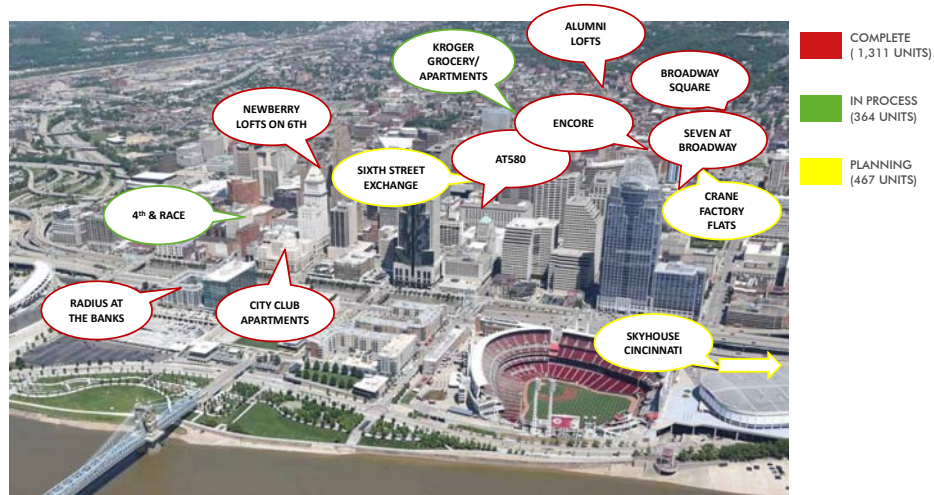 ALUMNI
LOFTS
KROGER
GROCERY/
APARTMENTS
BROADWAY
SQUARE
NEWBERRY
LOFTS ON 6TH
ENCORE
SEVEN AT
BROADWAY
AT580
SIXTH STREET
EXCHANGE
CRANE
FACTORY
FLATS
4th & RACE
RADIUS AT
THE BANKS
CITY CLUB
APARTMENTS
SKYHOUSE
CINCINNATI
COMPLETE
( 1,311 UNITS)
IN PROCESS
(364 UNITS)
PLANNING
(467 UNITS)